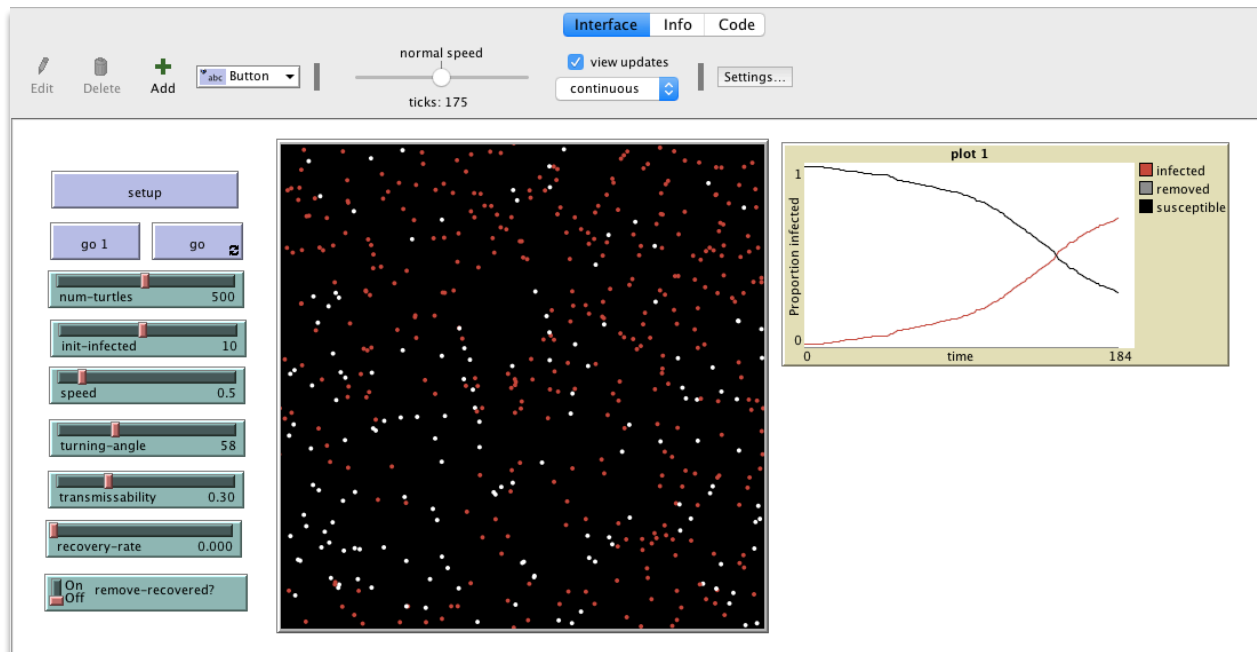 Interface Info Code
normal speed
view updates
abc Button
continuous
Settings...
Edit Delete Add
ticks: 175
setup
go 1 go
num-turtles 500
init-infected 10
speed 0.5
turning-angle 58
transmissability 0.30
recovery-rate 0.000
On
Off
remove-recovered?
plot 1
Proportion infected
1
0
0 time 184
infected
removed
susceptible